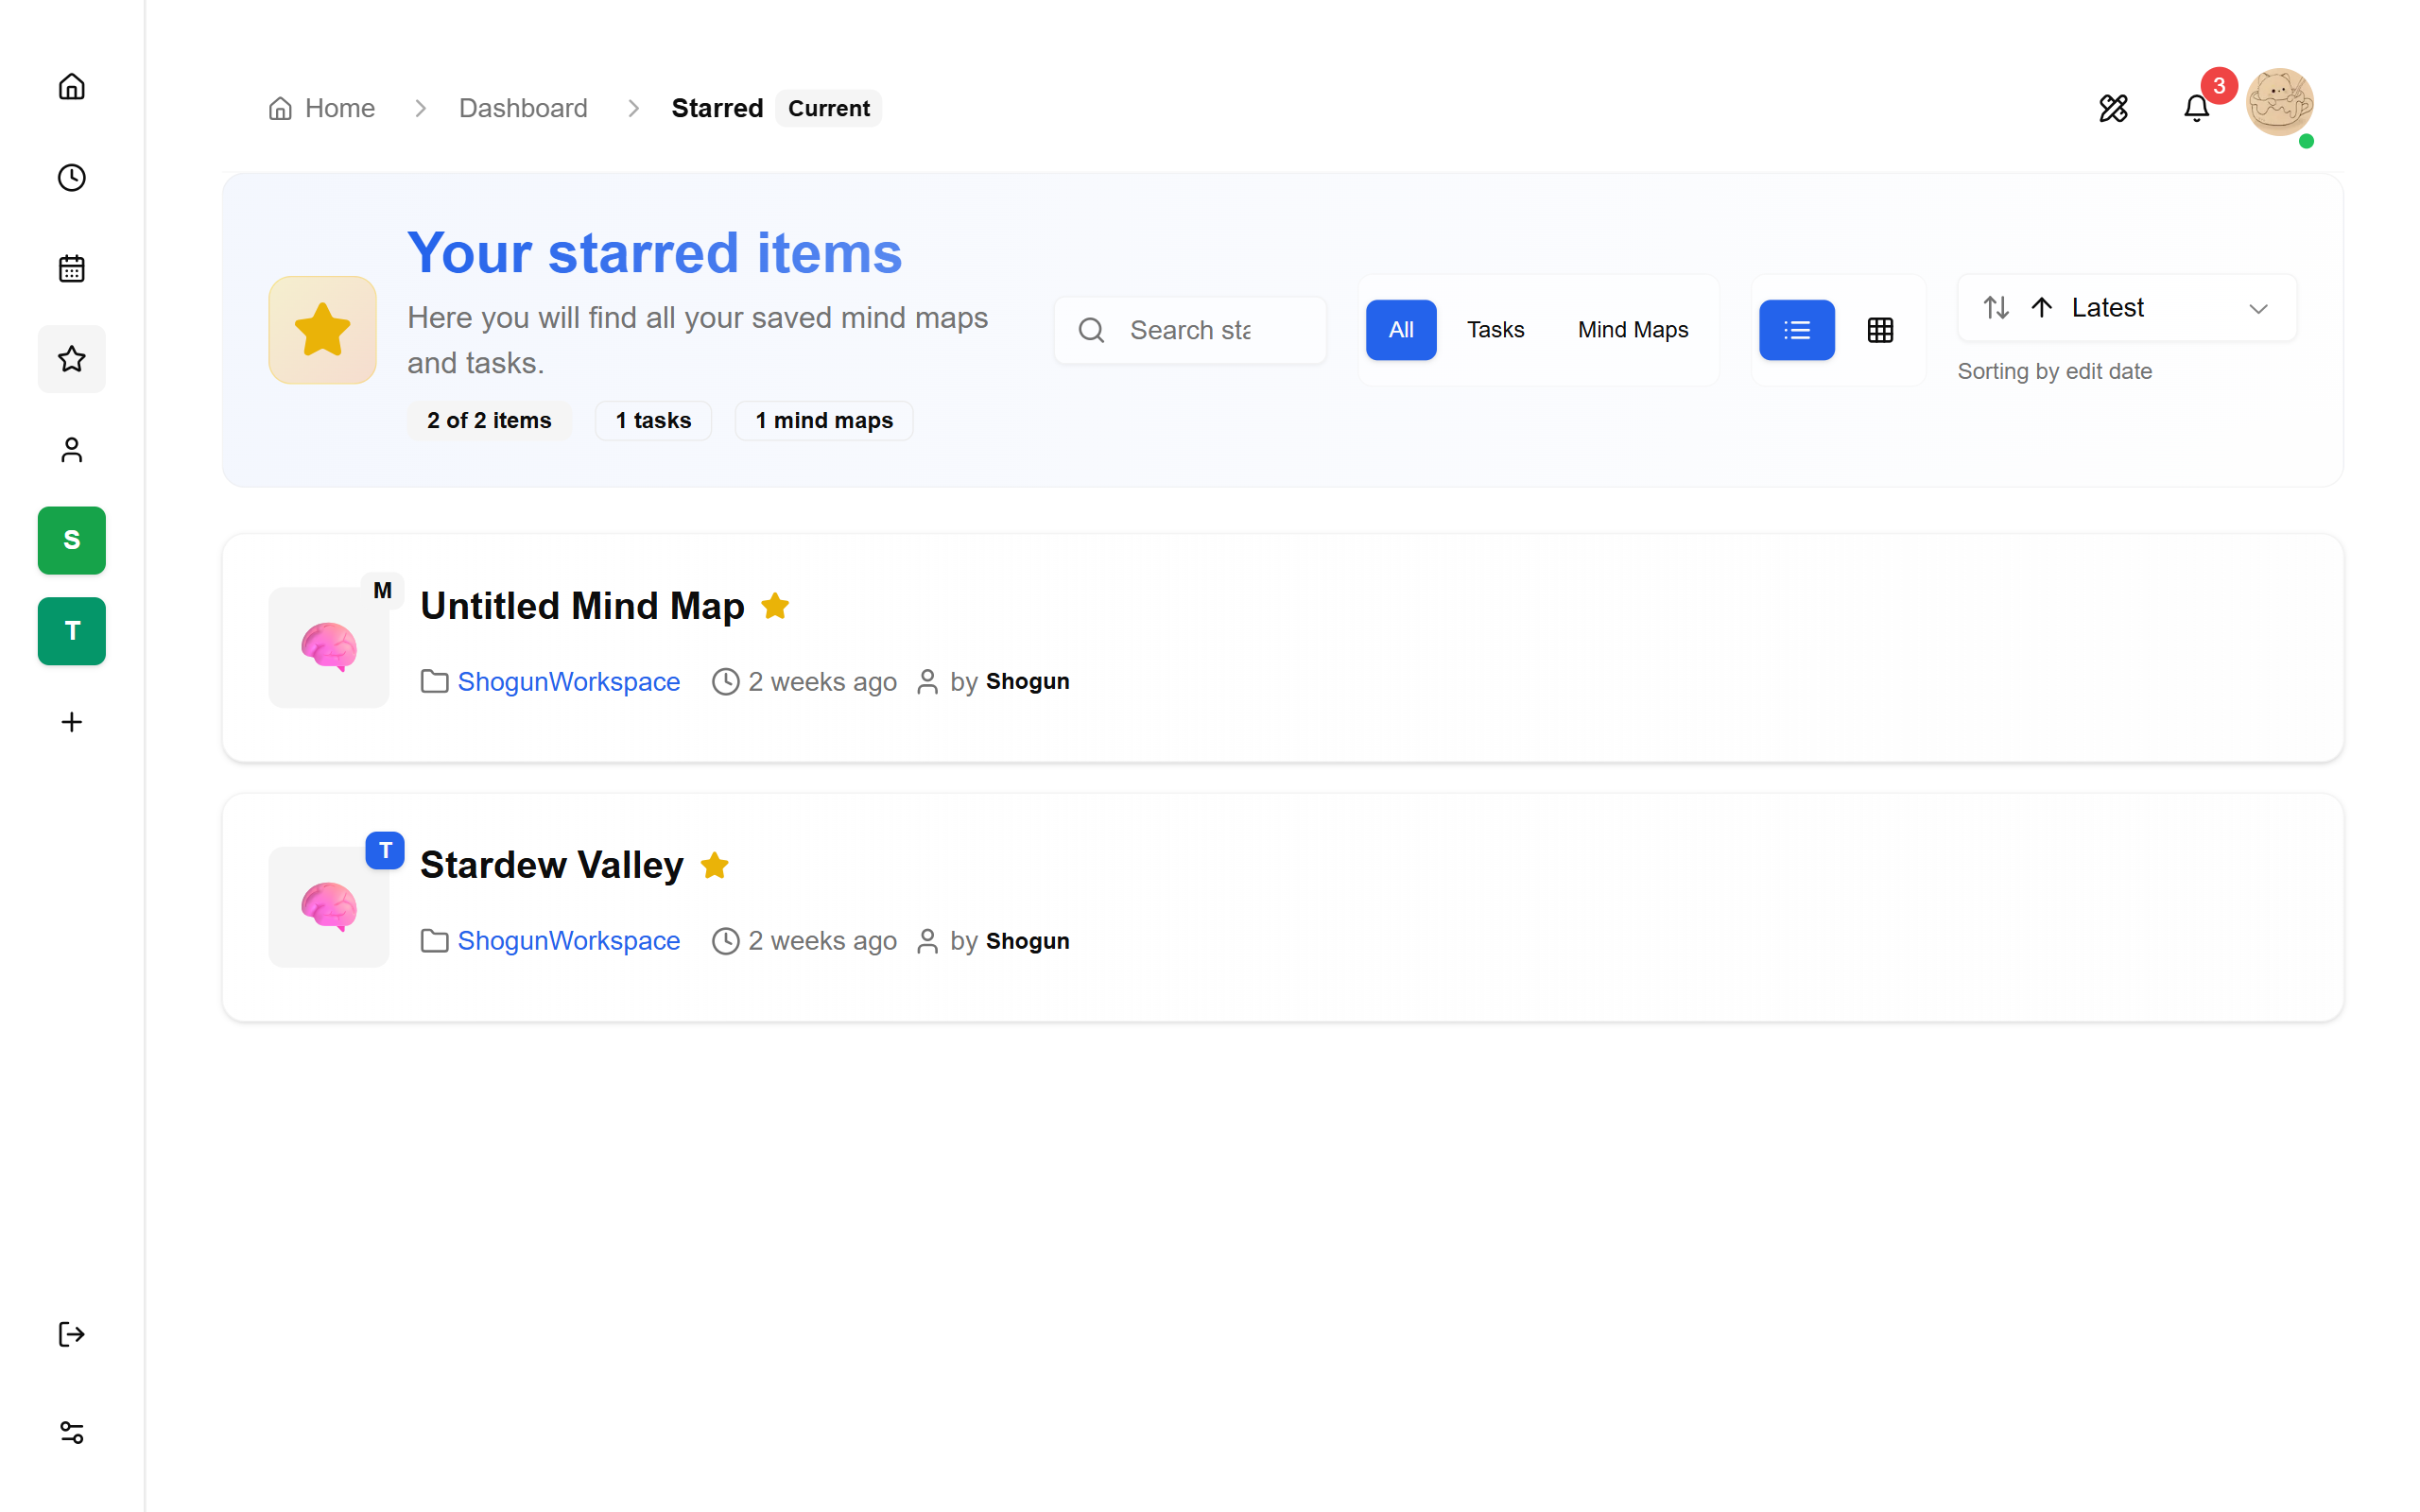 Home
Dashboard
Starred
Current
3
Your starred items
Here you will find all your saved mind maps
and tasks.
2 of 2 items
1 tasks
1 mind maps
Search sta
All
Tasks
Mind Maps
Latest
Sorting by edit date
S
T
M
Untitled Mind Map
ShogunWorkspace
2 weeks ago
by Shogun
T
Stardew Valley
ShogunWorkspace
2 weeks ago
by Shogun